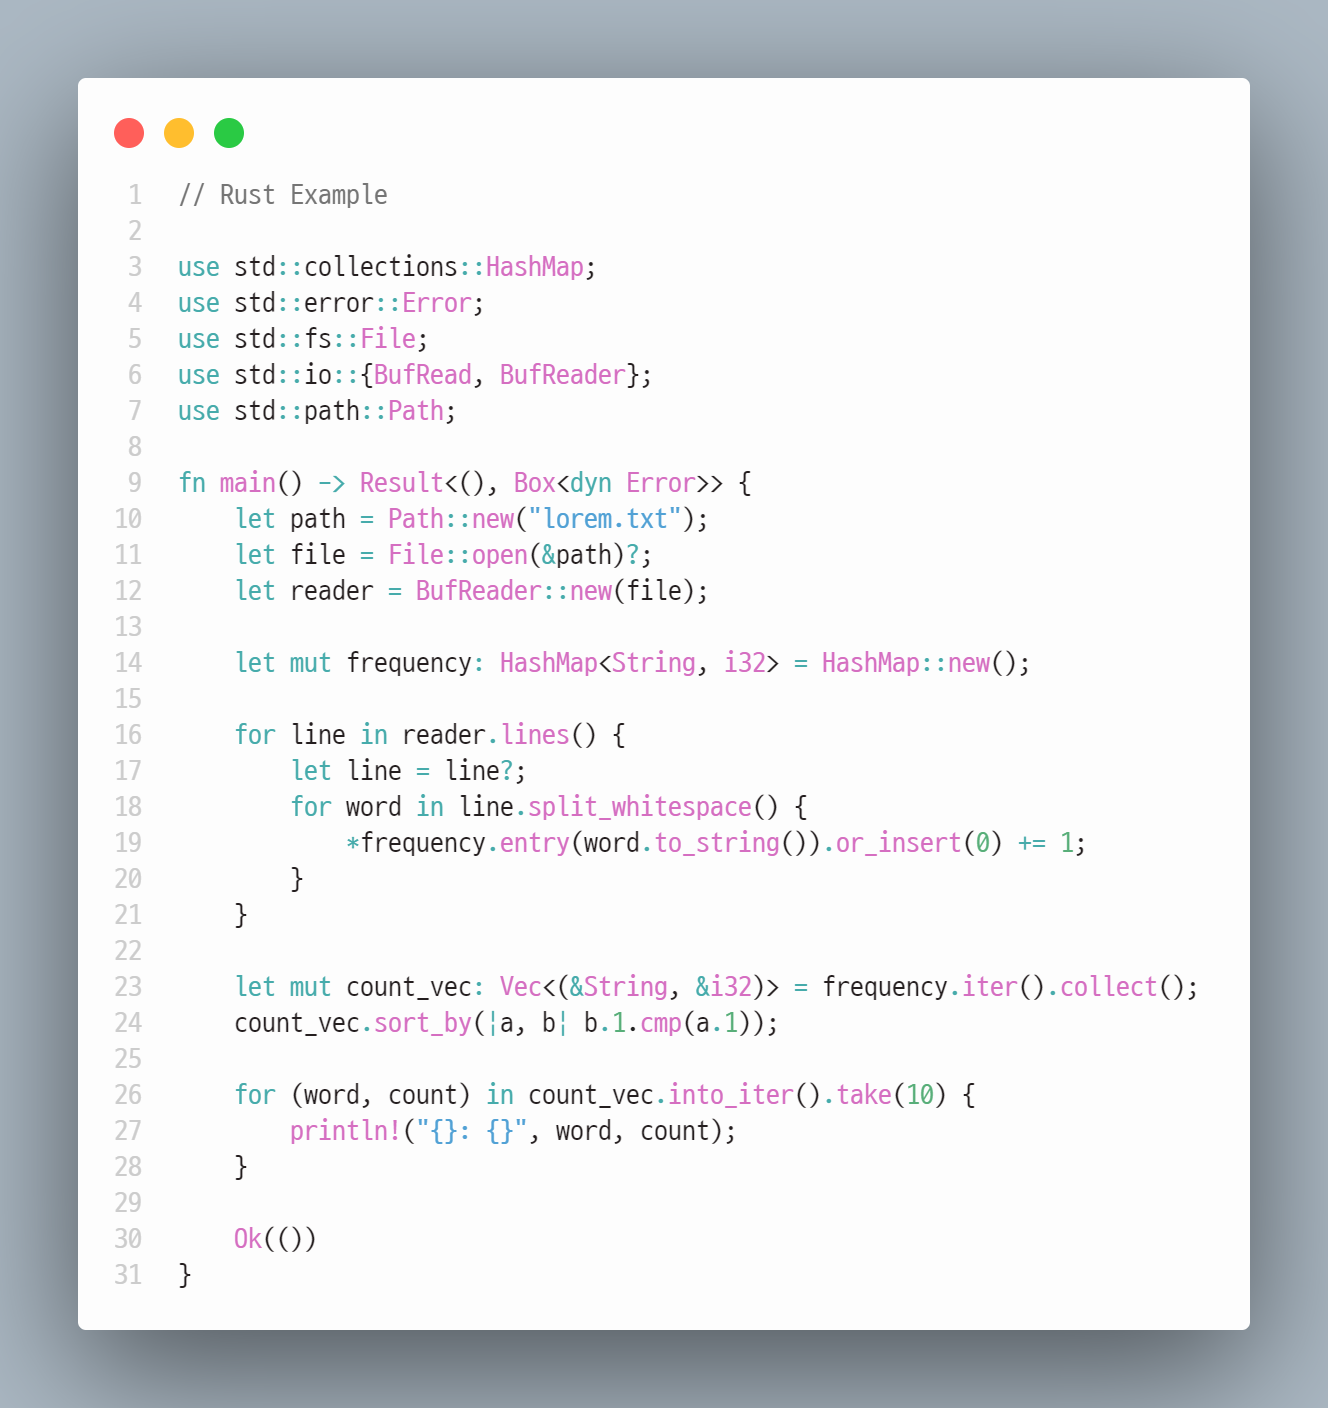 1 // Rust Example
2
3 use std::collections::HashMap;
4 use std::error::Error;
5 use std::fs::File;
6 use std::io::{BufRead, BufReader};
7 use std::path::Path;
8
9 fn main() -> Result<(), Box<dyn Error>> {
10     let path = Path::new("lorem.txt");
11     let file = File::open(&path)?;
12     let reader = BufReader::new(file);
13
14     let mut frequency: HashMap<String, i32> = HashMap::new();
15
16     for line in reader.lines() {
17         let line = line?;
18         for word in line.split_whitespace() {
19             *frequency.entry(word.to_string()).or_insert(0) += 1;
20         }
21     }
22
23     let mut count_vec: Vec<(&String, &i32)> = frequency.iter().collect();
24     count_vec.sort_by(|a, b| b.1.cmp(a.1));
25
26     for (word, count) in count_vec.into_iter().take(10) {
27         println!("{}: {}", word, count);
28     }
29
30     Ok(())
31 }